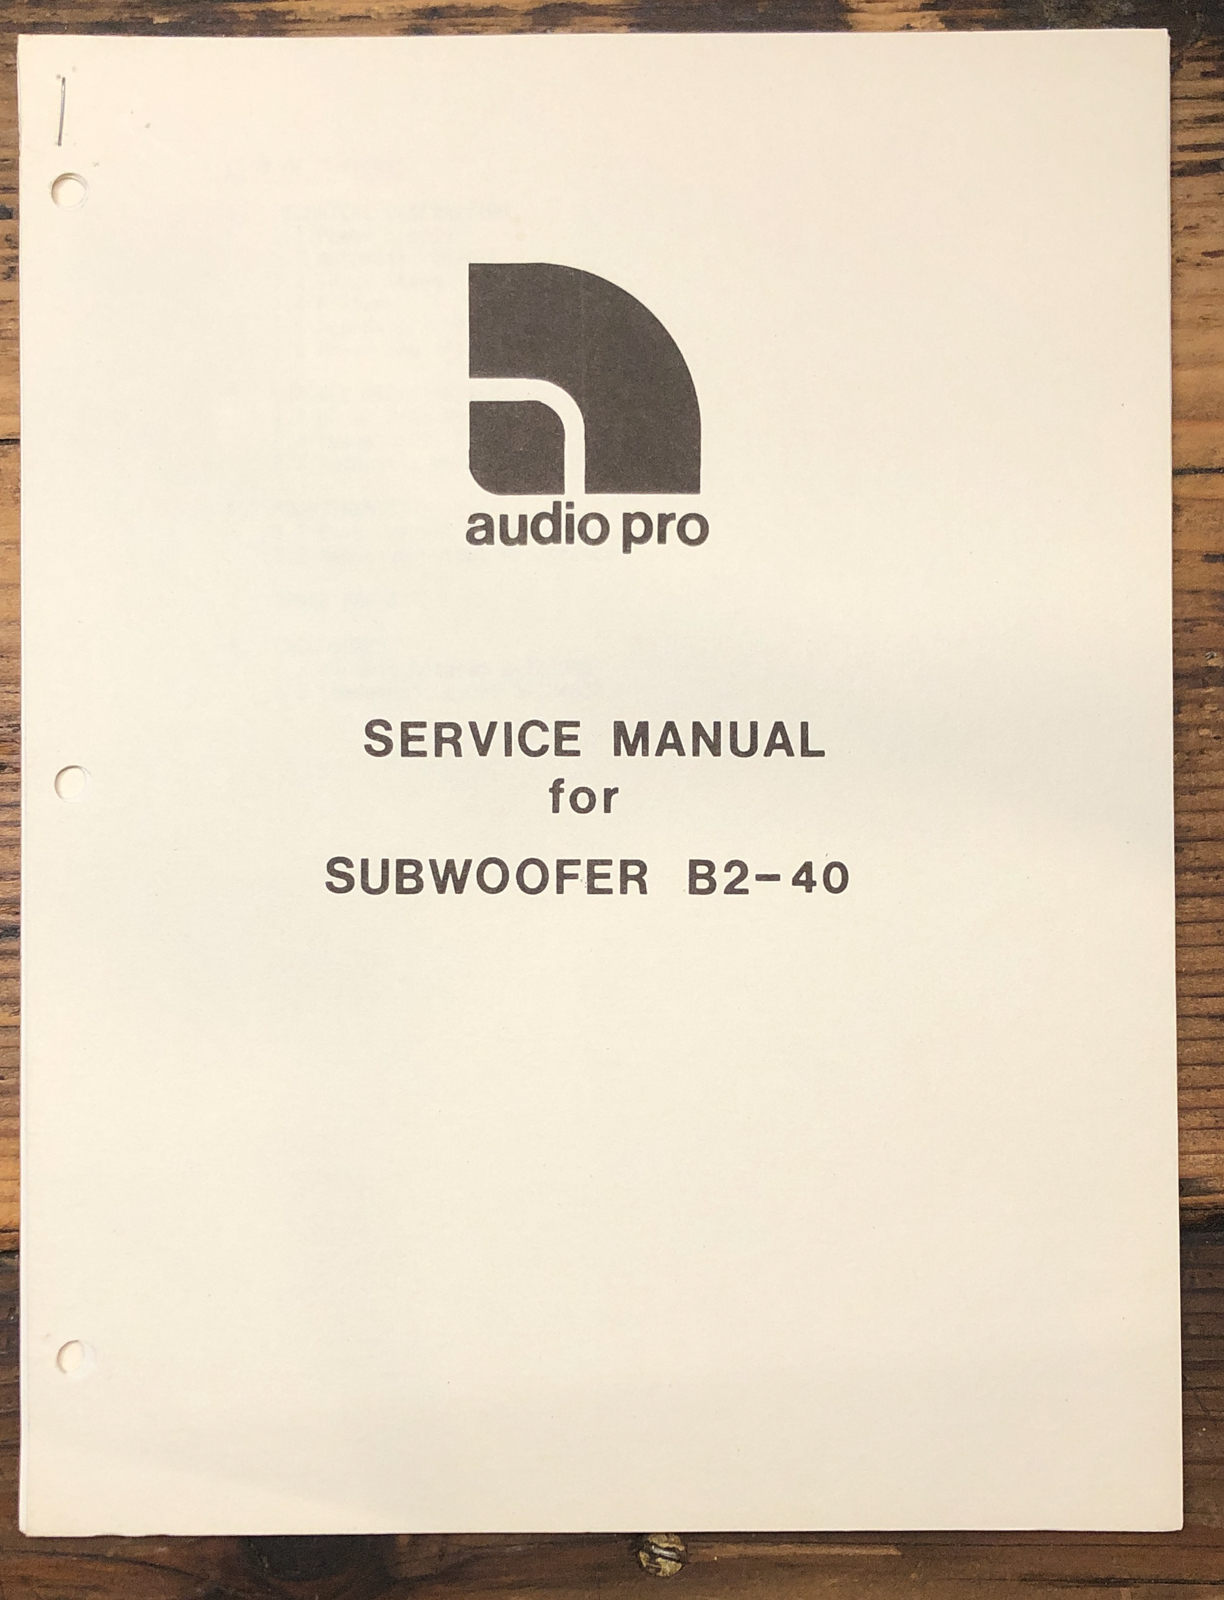 audio pro
SERVICE MANUAL
for
SUBWOOFER B2-40